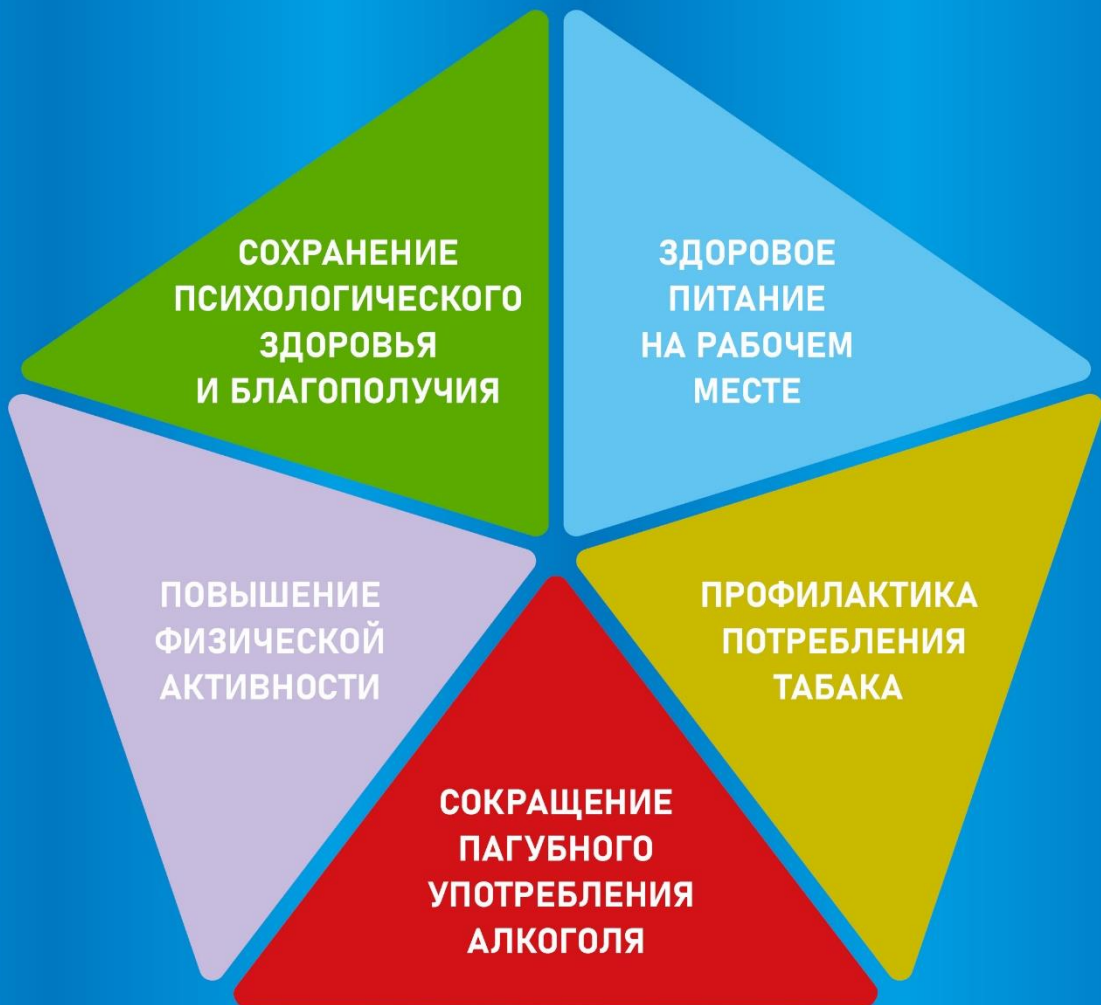 СОХРАНЕНИЕ
ПСИХОЛОГИЧЕСКОГО
ЗДОРОВЬЯ
И БЛАГОПОЛУЧИЯ
ЗДОРОВОЕ
ПИТАНИЕ
НА РАБОЧЕМ
МЕСТЕ
ПОВЫШЕНИЕ
ФИЗИЧЕСКОЙ
АКТИВНОСТИ
ПРОФИЛАКТИКА
ПОТРЕБЛЕНИЯ
ТАБАКА
СОКРАЩЕНИЕ
ПАГУБНОГО
УПОТРЕБЛЕНИЯ
АЛКОГОЛЯ